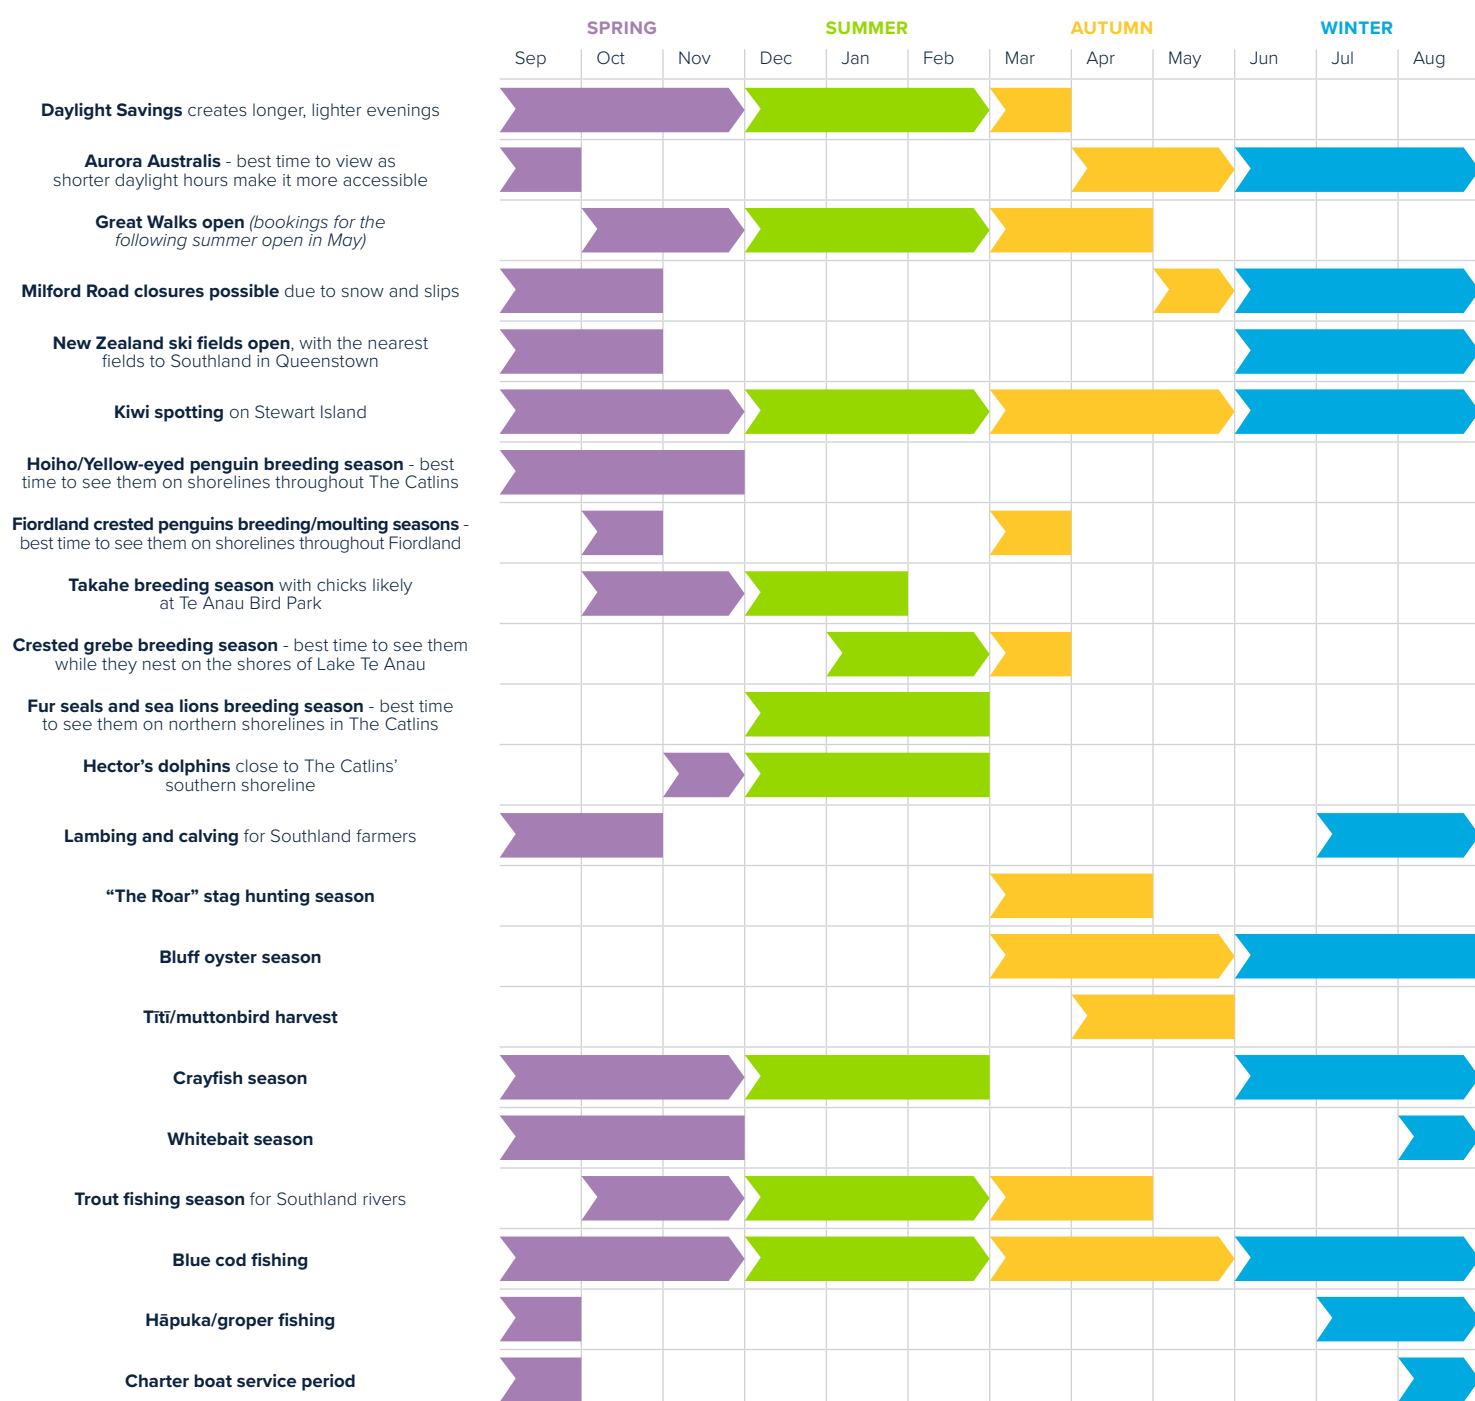 SPRING SUMMER AUTUMN WINTER
Sep Oct Nov Dec Jan Feb Mar Apr May Jun Jul Aug
Daylight Savings creates longer, lighter evenings
Aurora Australis - best time to view as
shorter daylight hours make it more accessible
Great Walks open (bookings for the
following summer open in May)
Milford Road closures possible due to snow and slips
New Zealand ski fields open, with the nearest
fields to Southland in Queenstown
Kiwi spotting on Stewart Island
Hoiho/Yellow-eyed penguin breeding season - best
time to see them on shorelines throughout The Catlins
Fiordland crested penguins breeding/moulting seasons -
best time to see them on shorelines throughout Fiordland
Takahe breeding season with chicks likely
at Te Anau Bird Park
Crested grebe breeding season - best time to see them
while they nest on the shores of Lake Te Anau
Fur seals and sea lions breeding season - best time
to see them on northern shorelines in The Catlins
Hector's dolphins close to The Catlins'
southern shoreline
Lambing and calving for Southland farmers
“The Roar” stag hunting season
Bluff oyster season
Tītī/muttonbird harvest
Crayfish season
Whitebait season
Trout fishing season for Southland rivers
Blue cod fishing
Hāpuka/groper fishing
Charter boat service period